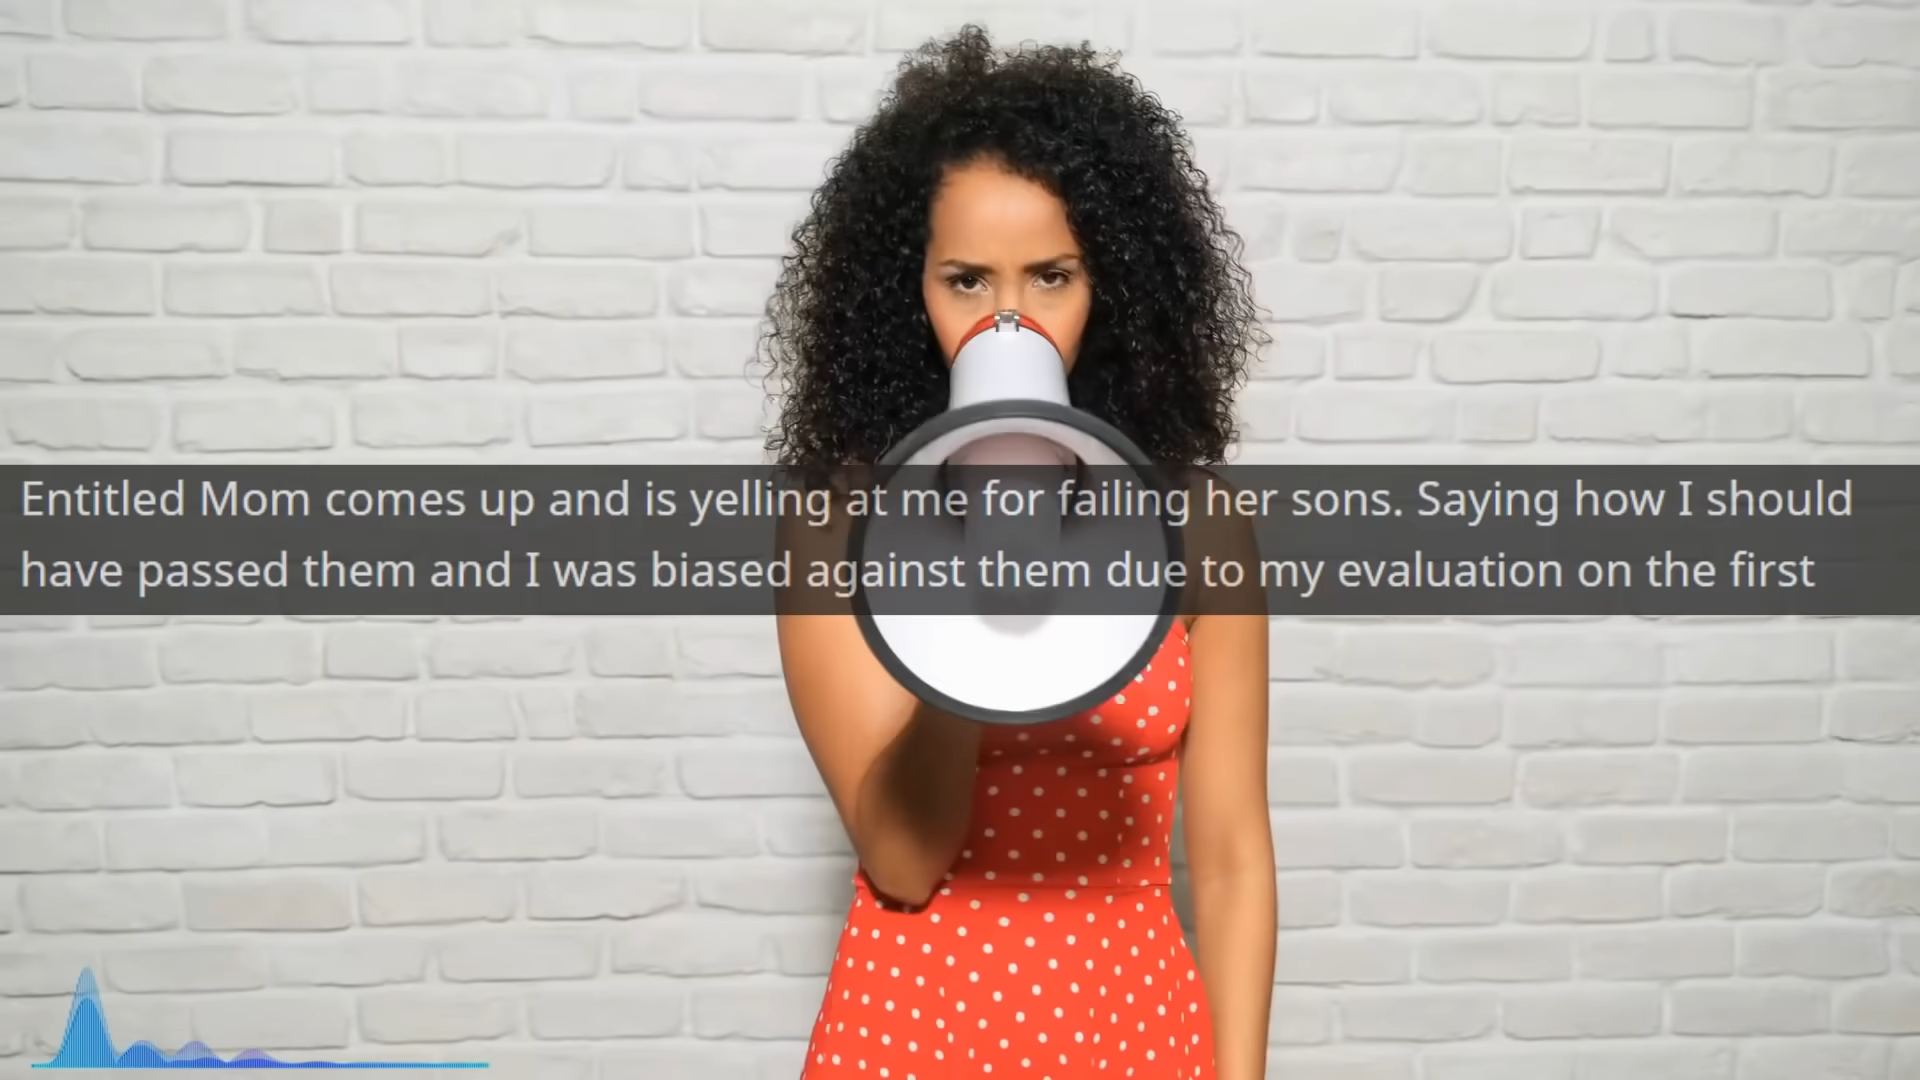 Entitled Mom comes up and is yelling at me for failing her sons. Saying how I should
have passed them and I was biased against them due to my evaluation on the first